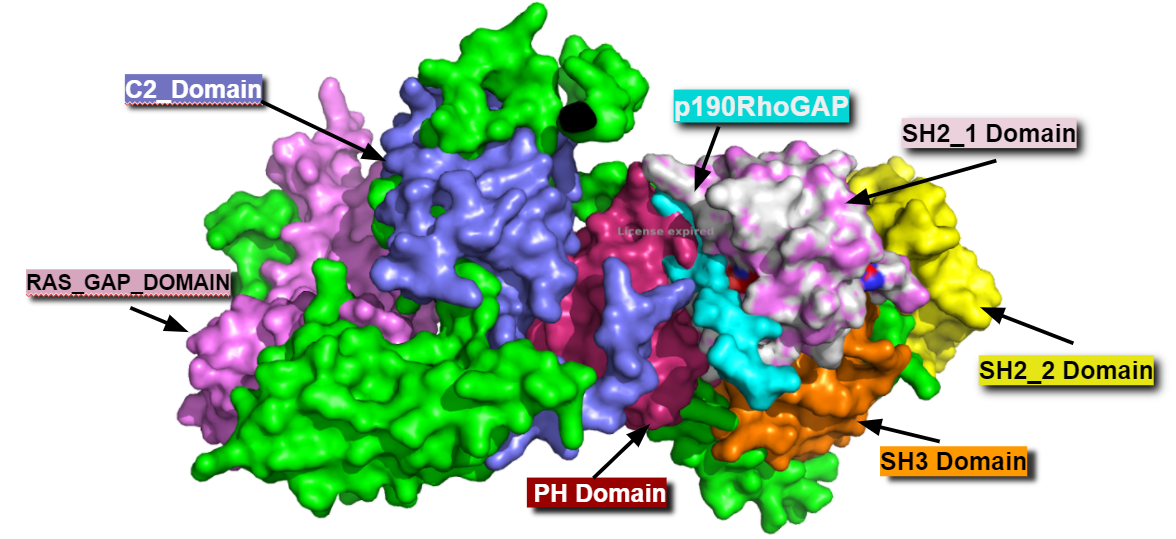 C2_Domain
p190RhoGAP
SH2_1 Domain
License expired
RAS_GAP_DOMAIN
SH2_2 Domain
SH3 Domain
PH Domain